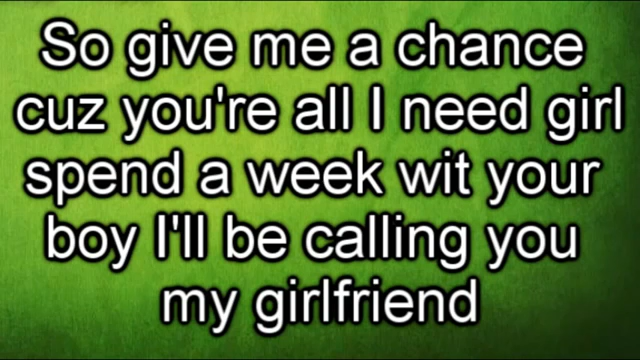 So give me a chance
cuz you're all I need girl
spend a week wit your
boy I'll be calling you
my girlfriend